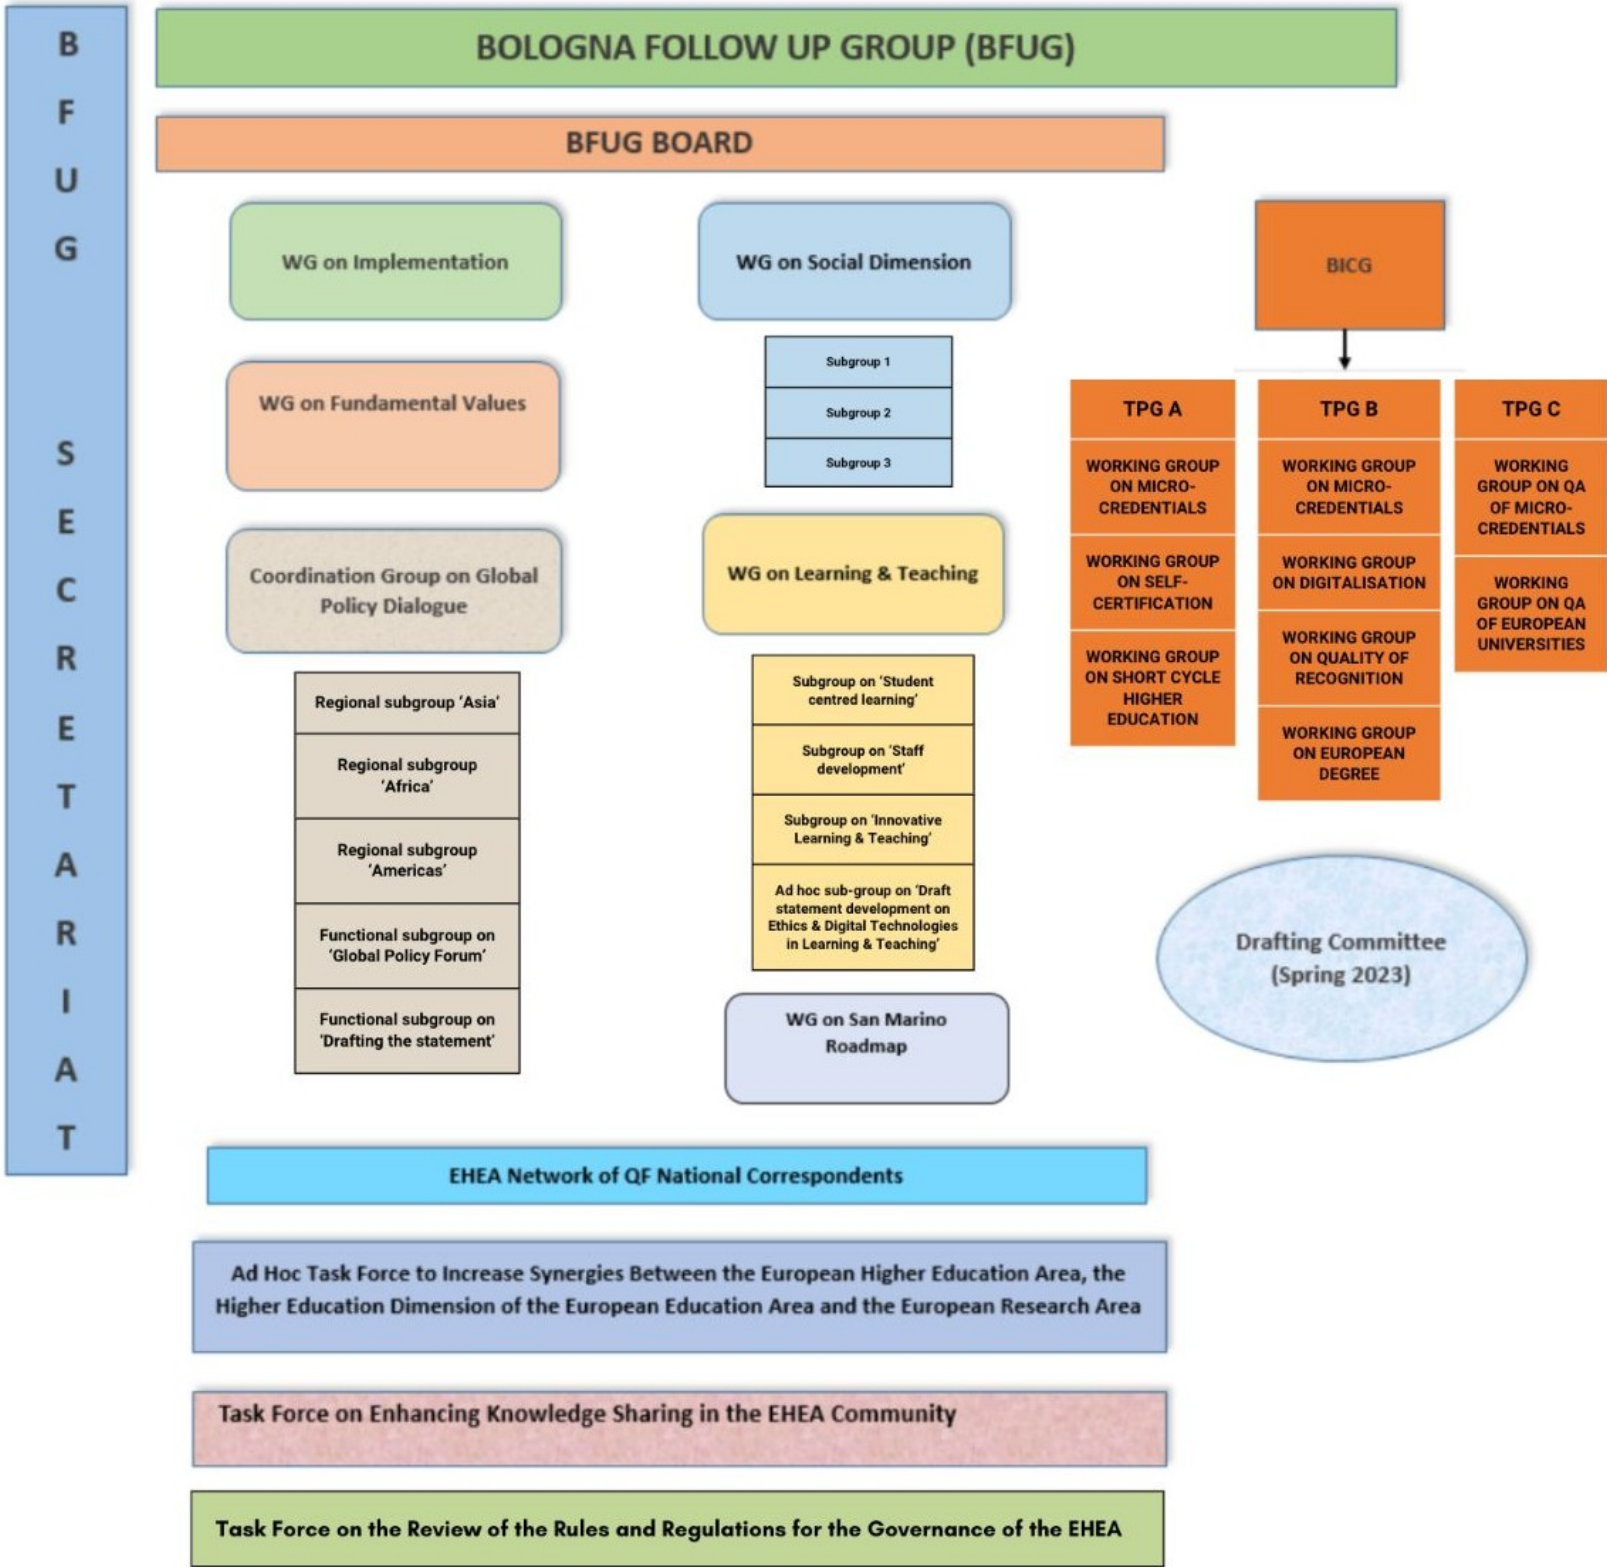 BFUG SECRETARIAT
BOLOGNA FOLLOW UP GROUP (BFUG)
BFUG BOARD
WG on Implementation
WG on Fundamental Values
Coordination Group on Global
Policy Dialogue
Regional subgroup ‘Asia’
Regional subgroup
‘Africa’
Regional subgroup
‘Americas’
Functional subgroup on
‘Global Policy Forum’
Functional subgroup on
‘Drafting the statement’
WG on Social Dimension
Subgroup 1
Subgroup 2
Subgroup 3
WG on Learning & Teaching
Subgroup on ‘Student
centred learning’
Subgroup on ‘Staff
development’
Subgroup on ‘Innovative
Learning & Teaching’
Ad hoc sub-group on ‘Draft
statement development on
Ethics & Digital Technologies
in Learning & Teaching’
WG on San Marino
Roadmap
BICG
TPG A
WORKING GROUP
ON MICRO-
CREDENTIALS
WORKING GROUP
ON SELF-
CERTIFICATION
WORKING GROUP
ON SHORT CYCLE
HIGHER
EDUCATION
TPG B
WORKING GROUP
ON MICRO-
CREDENTIALS
WORKING GROUP
ON DIGITALISATION
WORKING GROUP
ON QUALITY OF
RECOGNITION
WORKING GROUP
ON EUROPEAN
DEGREE
TPG C
WORKING
GROUP ON QA
OF MICRO-
CREDENTIALS
WORKING
GROUP ON QA
OF EUROPEAN
UNIVERSITIES
Drafting Committee
(Spring 2023)
EHEA Network of QF National Correspondents
Ad Hoc Task Force to Increase Synergies Between the European Higher Education Area, the
Higher Education Dimension of the European Education Area and the European Research Area
Task Force on Enhancing Knowledge Sharing in the EHEA Community
Task Force on the Review of the Rules and Regulations for the Governance of the EHEA